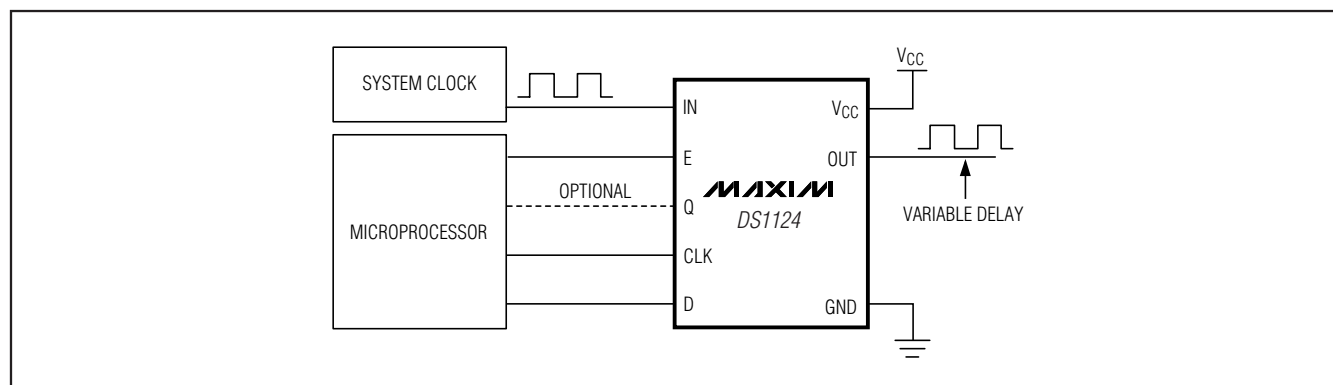 SYSTEM CLOCK
MICROPROCESSOR
OPTIONAL
IN
E
Q
CLK
D
MAXIM
DS1124
VCC
OUT
GND
VCC
VARIABLE DELAY